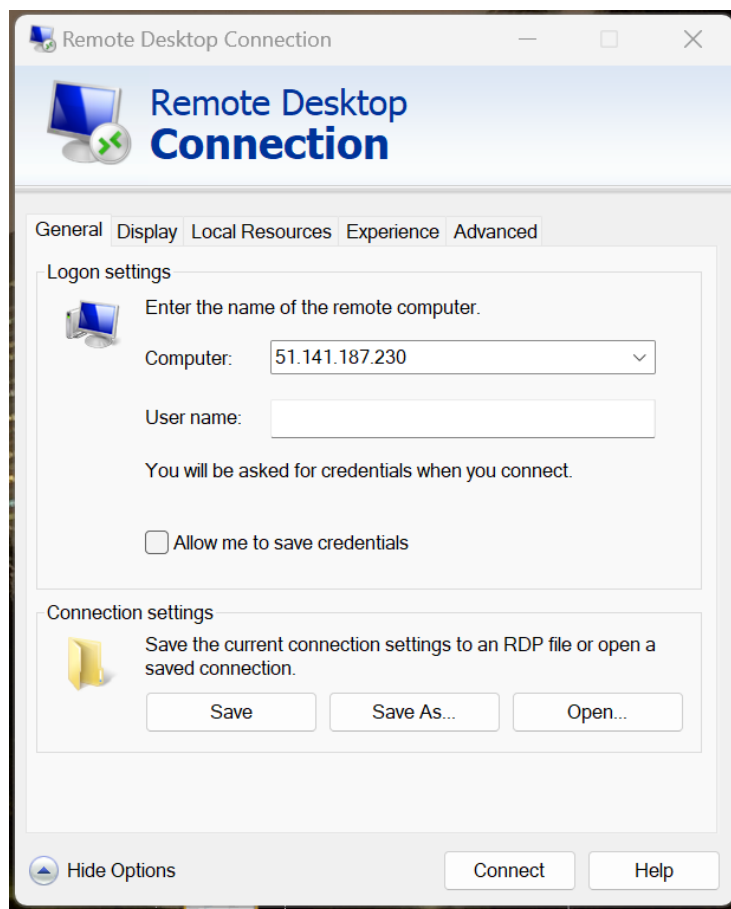 Remote Desktop Connection
Remote Desktop
Connection
General Display Local Resources Experience Advanced
Logon settings
Enter the name of the remote computer.
Computer: 51.141.187.230
User name:
You will be asked for credentials when you connect.
Allow me to save credentials
Connection settings
Save the current connection settings to an RDP file or open a
saved connection.
Save Save As... Open...
Hide Options Connect Help